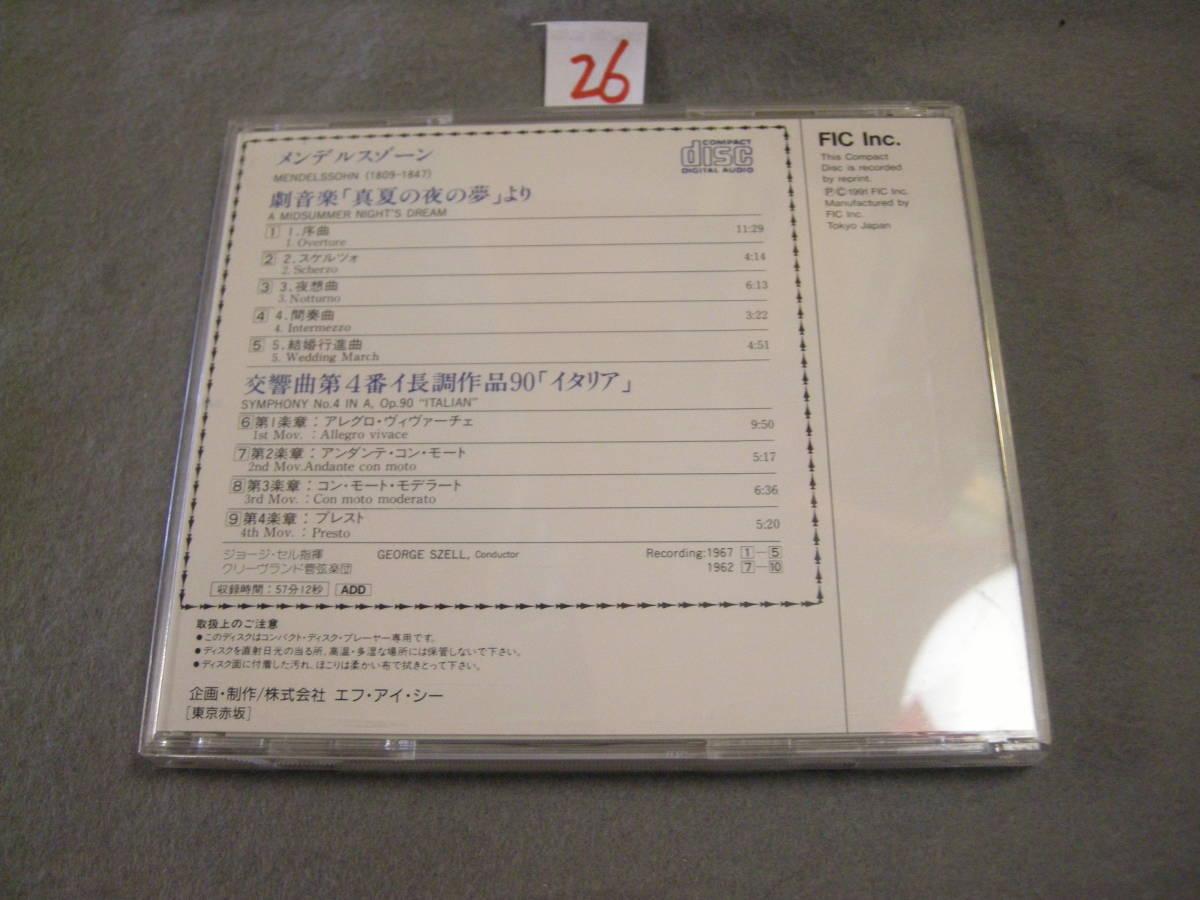 26
メンデルスゾーン
MENDELSSOHN (1809-1847)
COMPACT
disc
DIGITAL AUDIO
劇音楽「真夏の夜の夢」より
A MIDSUMMER NIGHT'S DREAM
1 1.序曲 11:29
1. Overture
2 2.スケルツォ 4:14
2. Scherzo
3 3.夜想曲 6:13
3. Notturno
4 4.間奏曲 3:22
4. Intermezzo
5 5.結婚行進曲 4:51
5. Wedding March
交響曲第4番イ長調作品90「イタリア」
SYMPHONY No.4 IN A, Op.90 "ITALIAN"
6 第1楽章:アレグロ・ヴィヴァーチェ 9:50
1st Mov. : Allegro vivace
7 第2楽章:アンダンテ・コン・モート 5:17
2nd Mov.Andante con moto
8 第3楽章:コン・モート・モデラート 6:36
3rd Mov. : Con moto moderato
9 第4楽章:プレスト 5:20
4th Mov. : Presto
ジョージ・セル指揮 GEORGE SZELL, Conductor Recording:1967 1-5
クリーヴランド管弦楽団 1962 7-10
収録時間:57分12秒 ADD
取扱上のご注意
●このディスクはコンパクト・ディスク・プレーヤー専用です。
●ディスクを直射日光の当る所、高温・多湿な場所には保管しないで下さい。
●ディスク面に付着した汚れ、ほこりは柔かい布で拭きとって下さい。
企画・制作/株式会社 エフ・アイ・シー
[東京赤坂]
FIC Inc.
This Compact
Disc is recorded
by reprint.
Ⓟ,Ⓒ1991 FIC Inc.
Manufactured by
FIC Inc.
Tokyo Japan